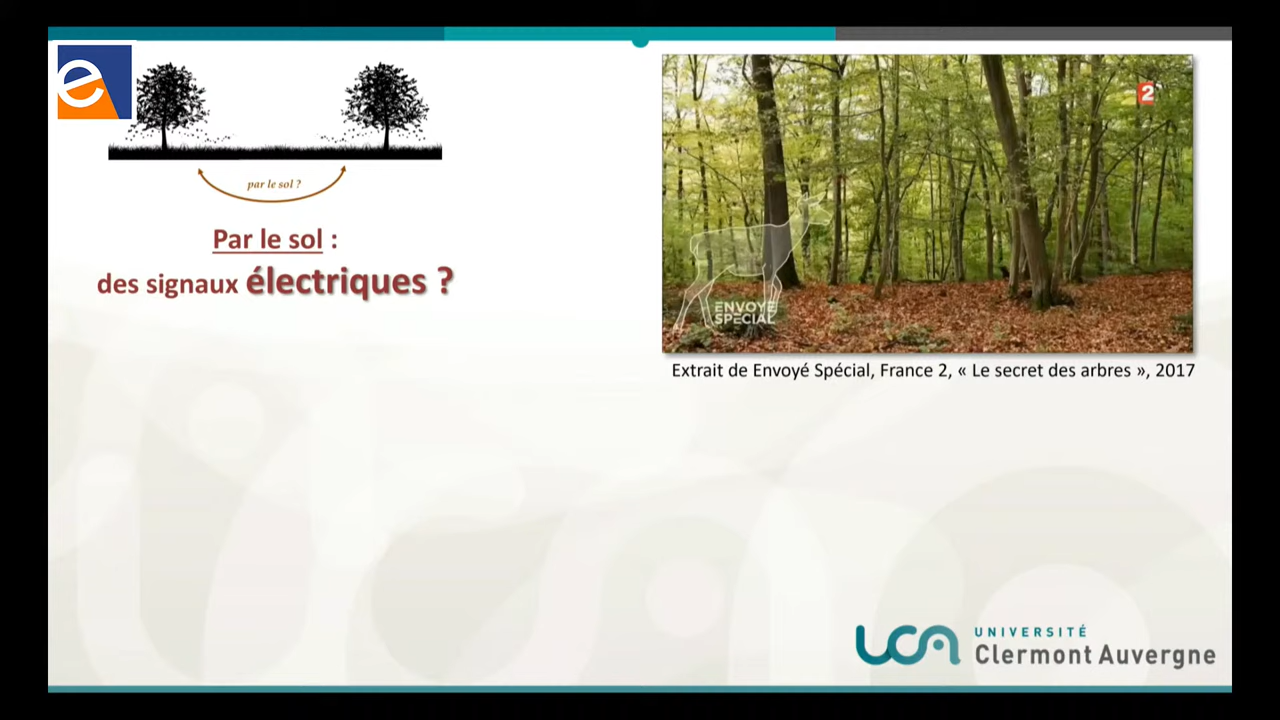 e
par le sol ?
Par le sol :
des signaux électriques ?
2
ENVOYÉ
SPÉCIAL
Extrait de Envoyé Spécial, France 2, « Le secret des arbres », 2017
UCA UNIVERSITÉ
Clermont Auvergne